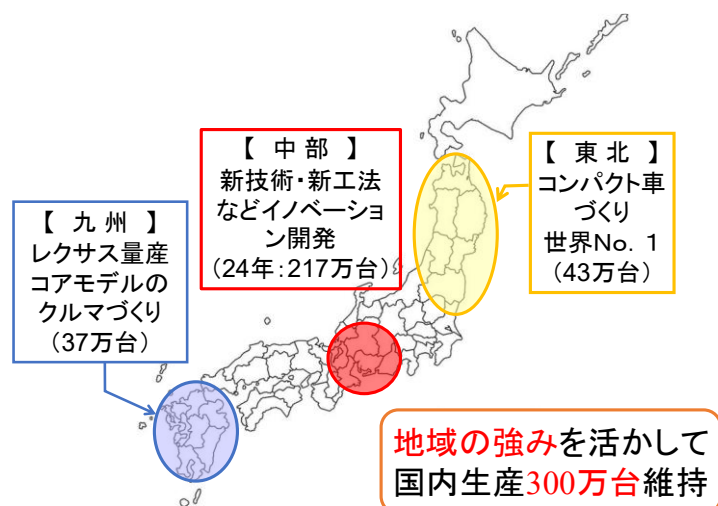 【 中 部 】
新技術・新工法
などイノベーショ
ン開発
(24年:217万台)
【 東 北 】
コンパクト車
づくり
世界No. 1
(43万台)
【 九 州 】
レクサス量産
コアモデルの
クルマづくり
(37万台)
地域の強みを活かして
国内生産300万台維持